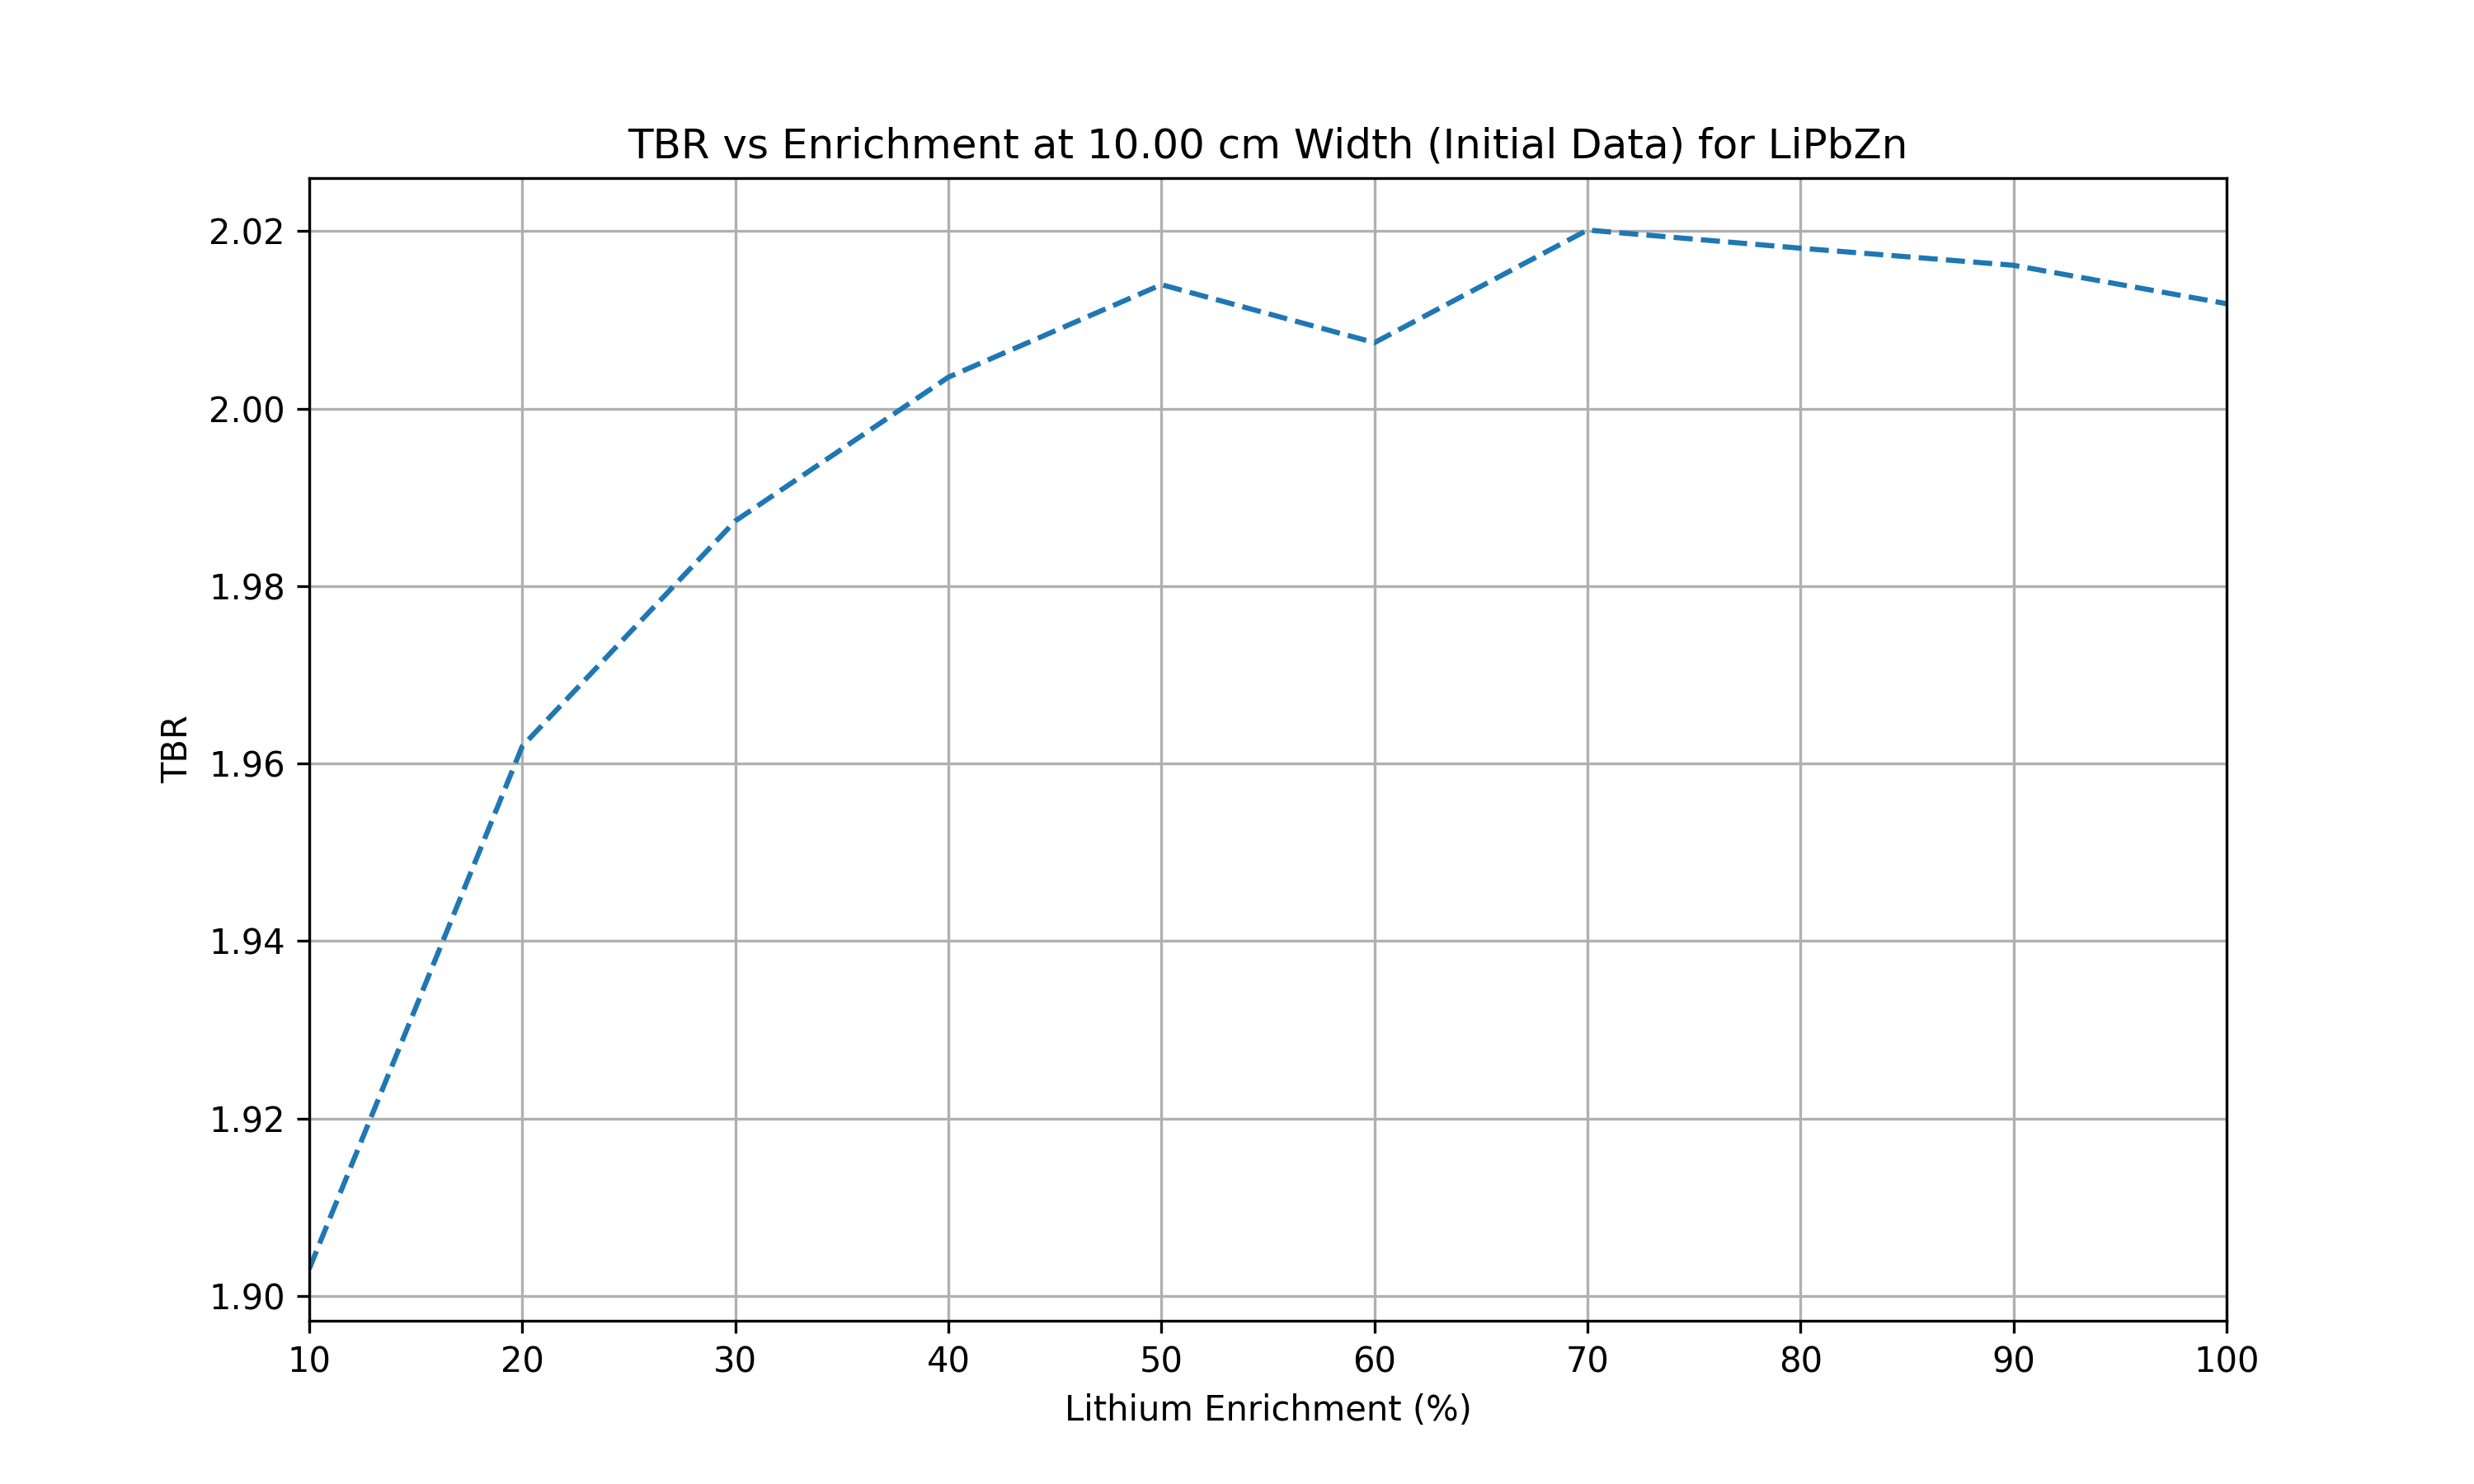 TBR vs Enrichment at 10.00 cm Width (Initial Data) for LiPbZn
2.02
2.00
1.98
1.96
1.94
1.92
1.90
TBR
10 20 30 40 50 60 70 80 90 100
Lithium Enrichment (%)